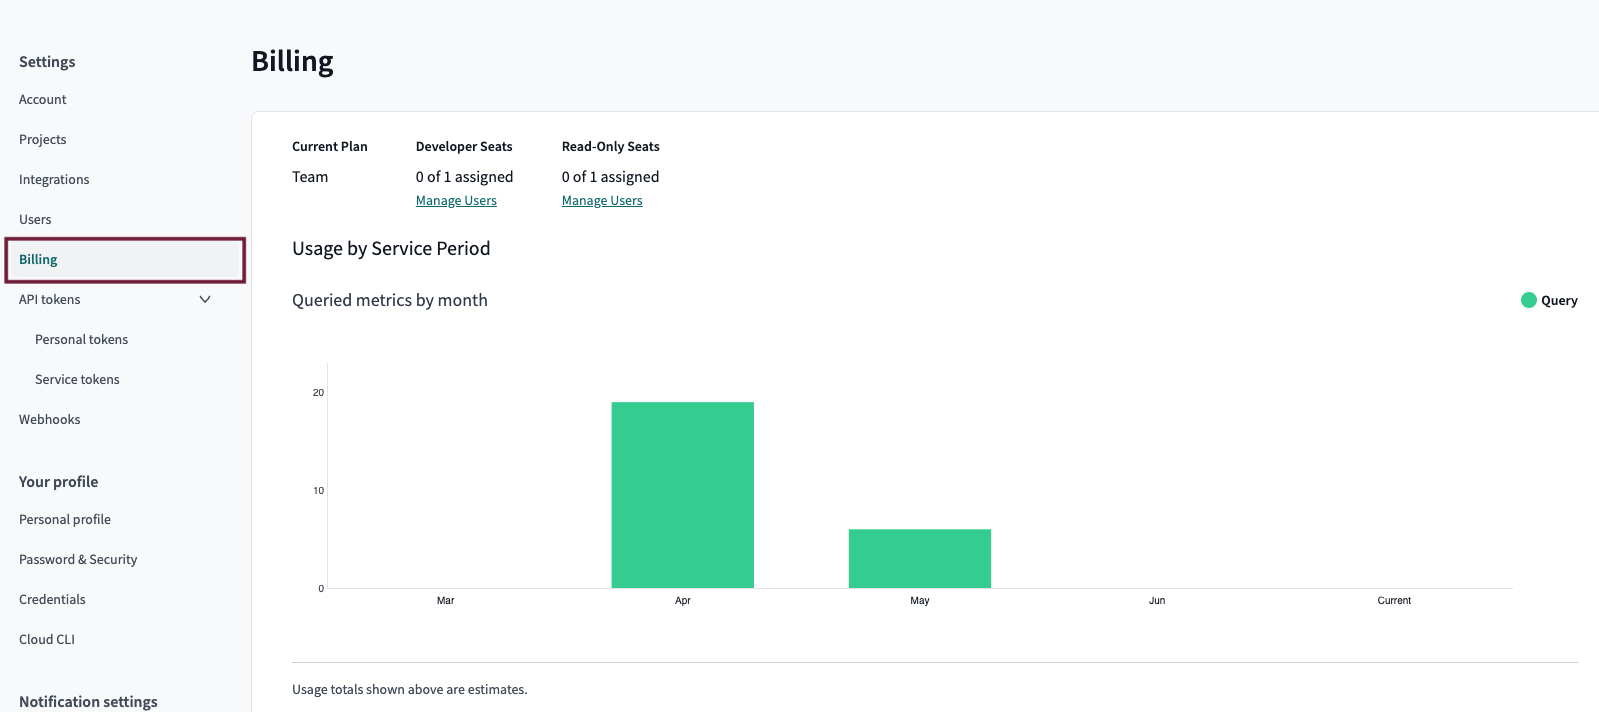 Settings
Account
Projects
Integrations
Users
Billing
API tokens
Personal tokens
Service tokens
Webhooks
Your profile
Personal profile
Password & Security
Credentials
Cloud CLI
Notification settings
Billing
Current Plan
Team
Developer Seats
0 of 1 assigned
Manage Users
Read-Only Seats
0 of 1 assigned
Manage Users
Usage by Service Period
Queried metrics by month
Query
20
10
0
Mar
Apr
May
Jun
Current
Usage totals shown above are estimates.